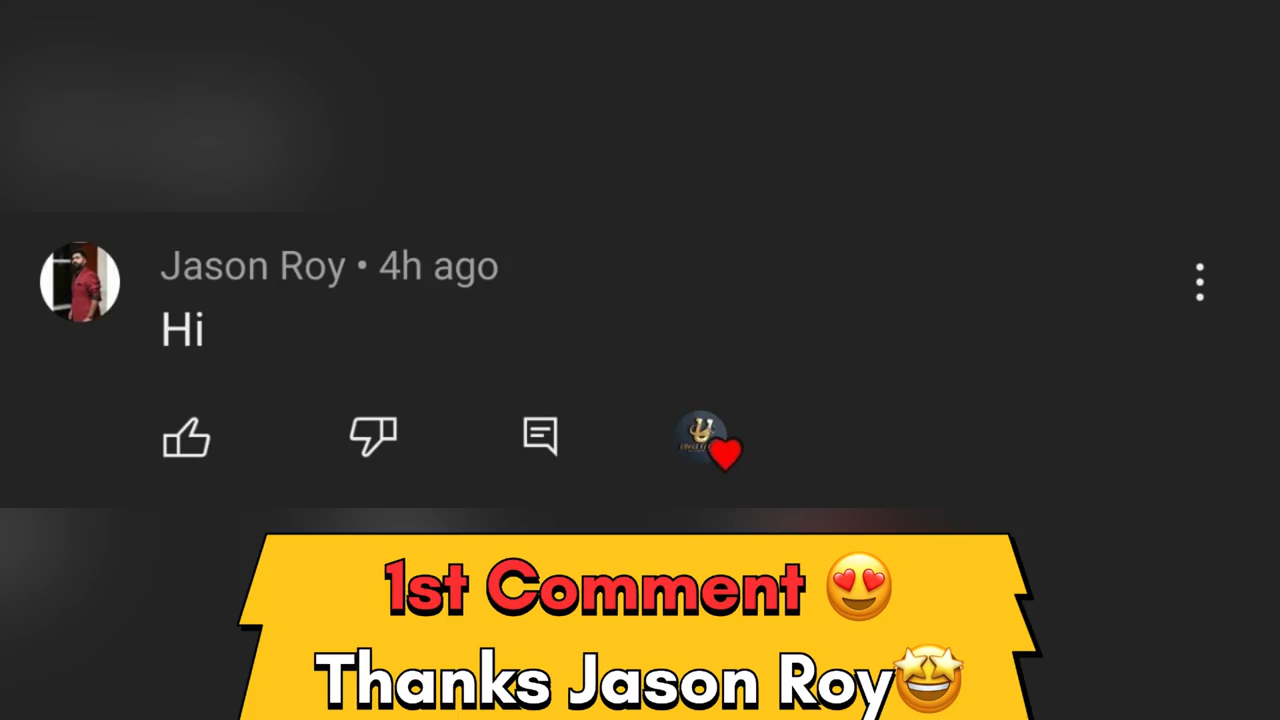 Jason Roy • 4h ago
Hi
1st Comment 😍
Thanks Jason Roy🤩